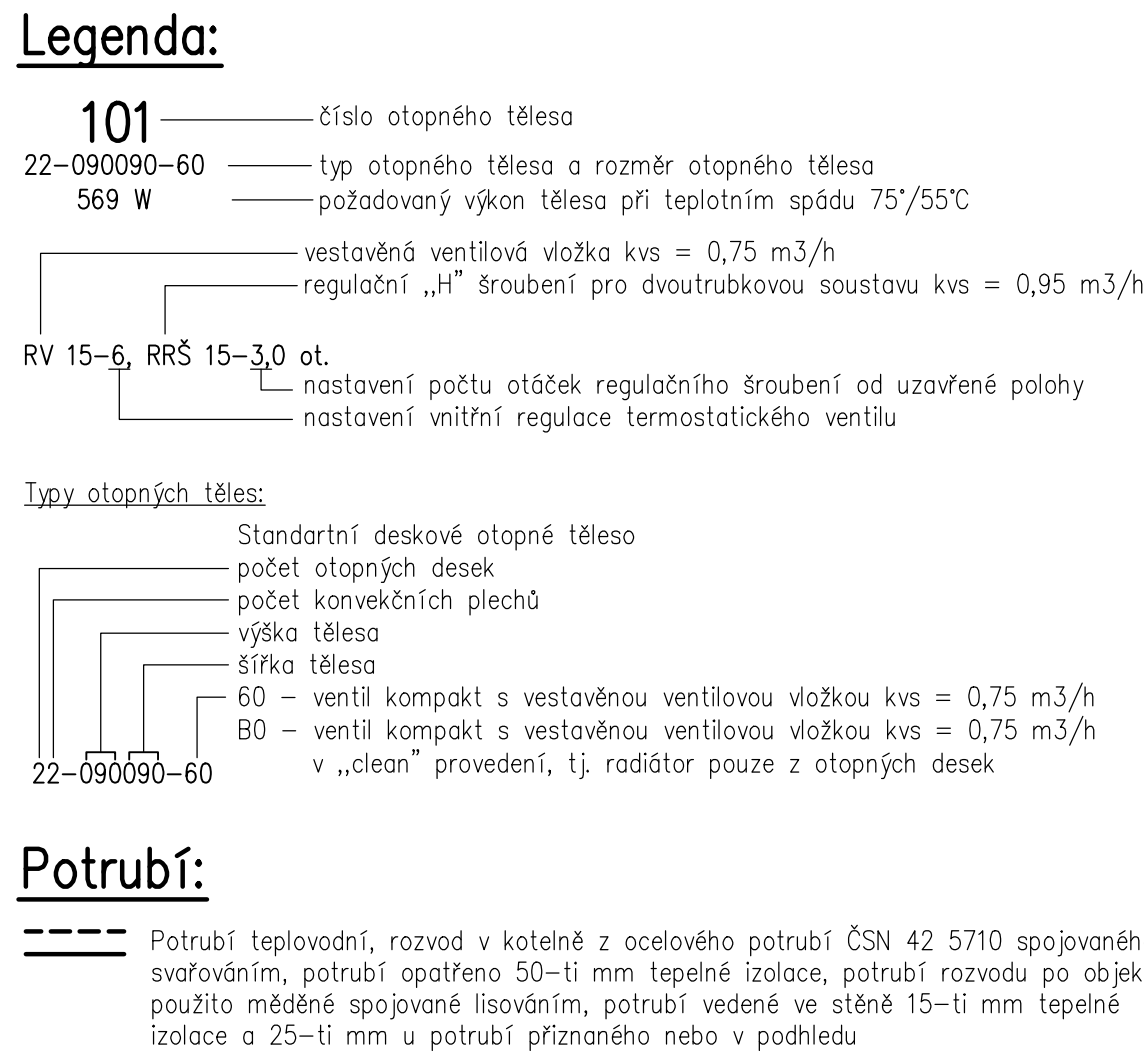 Legenda:
101 číslo otopného tělesa
22-090090-60 typ otopného tělesa a rozměr otopného tělesa
569 W požadovaný výkon tělesa při teplotním spádu 75°/55°C
vestavěná ventilová vložka kvs = 0,75 m3/h
regulační ,,H” šroubení pro dvoutrubkovou soustavu kvs = 0,95 m3/h
RV 15-6, RRŠ 15-3,0 ot.
nastavení počtu otáček regulačního šroubení od uzavřené polohy
nastavení vnitřní regulace termostatického ventilu
Typy otopných těles:
Standartní deskové otopné těleso
počet otopných desek
počet konvekčních plechů
výška tělesa
šířka tělesa
60 - ventil kompakt s vestavěnou ventilovou vložkou kvs = 0,75 m3/h
B0 - ventil kompakt s vestavěnou ventilovou vložkou kvs = 0,75 m3/h
v ,,clean” provedení, tj. radiátor pouze z otopných desek
22-090090-60
Potrubí:
Potrubí teplovodní, rozvod v kotelně z ocelového potrubí ČSN 42 5710 spojovanéh
svařováním, potrubí opatřeno 50-ti mm tepelné izolace, potrubí rozvodu po objek
použito měděné spojované lisováním, potrubí vedené ve stěně 15-ti mm tepelné
izolace a 25-ti mm u potrubí přiznaného nebo v podhledu